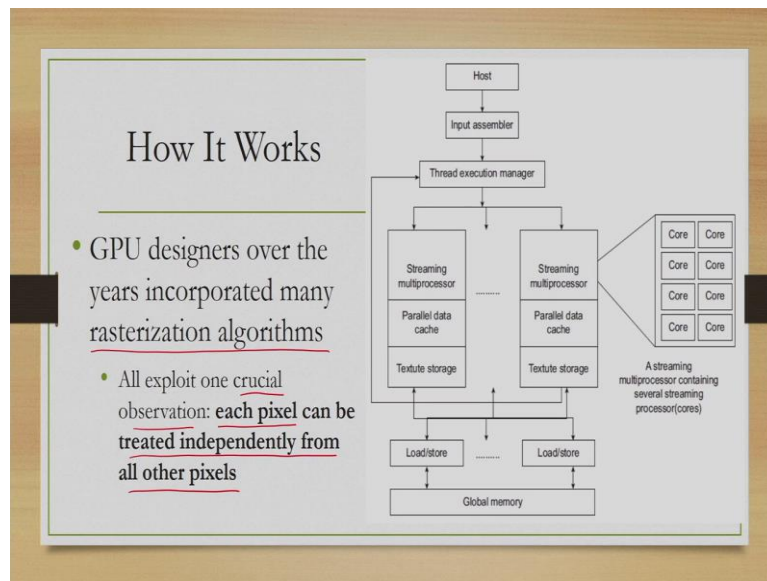 How It Works
• GPU designers over the
years incorporated many
rasterization algorithms
• All exploit one crucial
observation: each pixel can be
treated independently from
all other pixels
Host
Input assembler
Thread execution manager
Streaming
multiprocessor
Parallel data
cache
Textute storage
.........
Streaming
multiprocessor
Parallel data
cache
Textute storage
Core Core
Core Core
Core Core
Core Core
A streaming
multiprocessor containing
several streaming
processor(cores)
Load/store ......... Load/store
Global memory